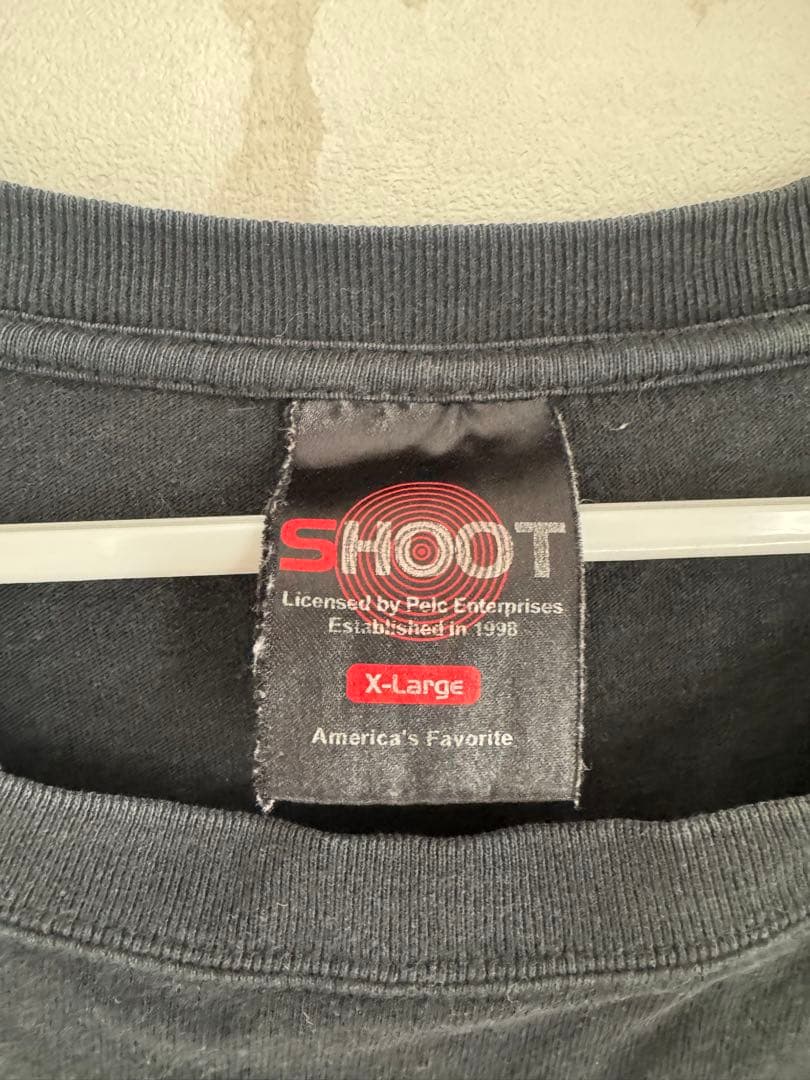 SHOOT
Licensed by Pelc Enterprises
Established in 1998
X-Large
America's Favorite